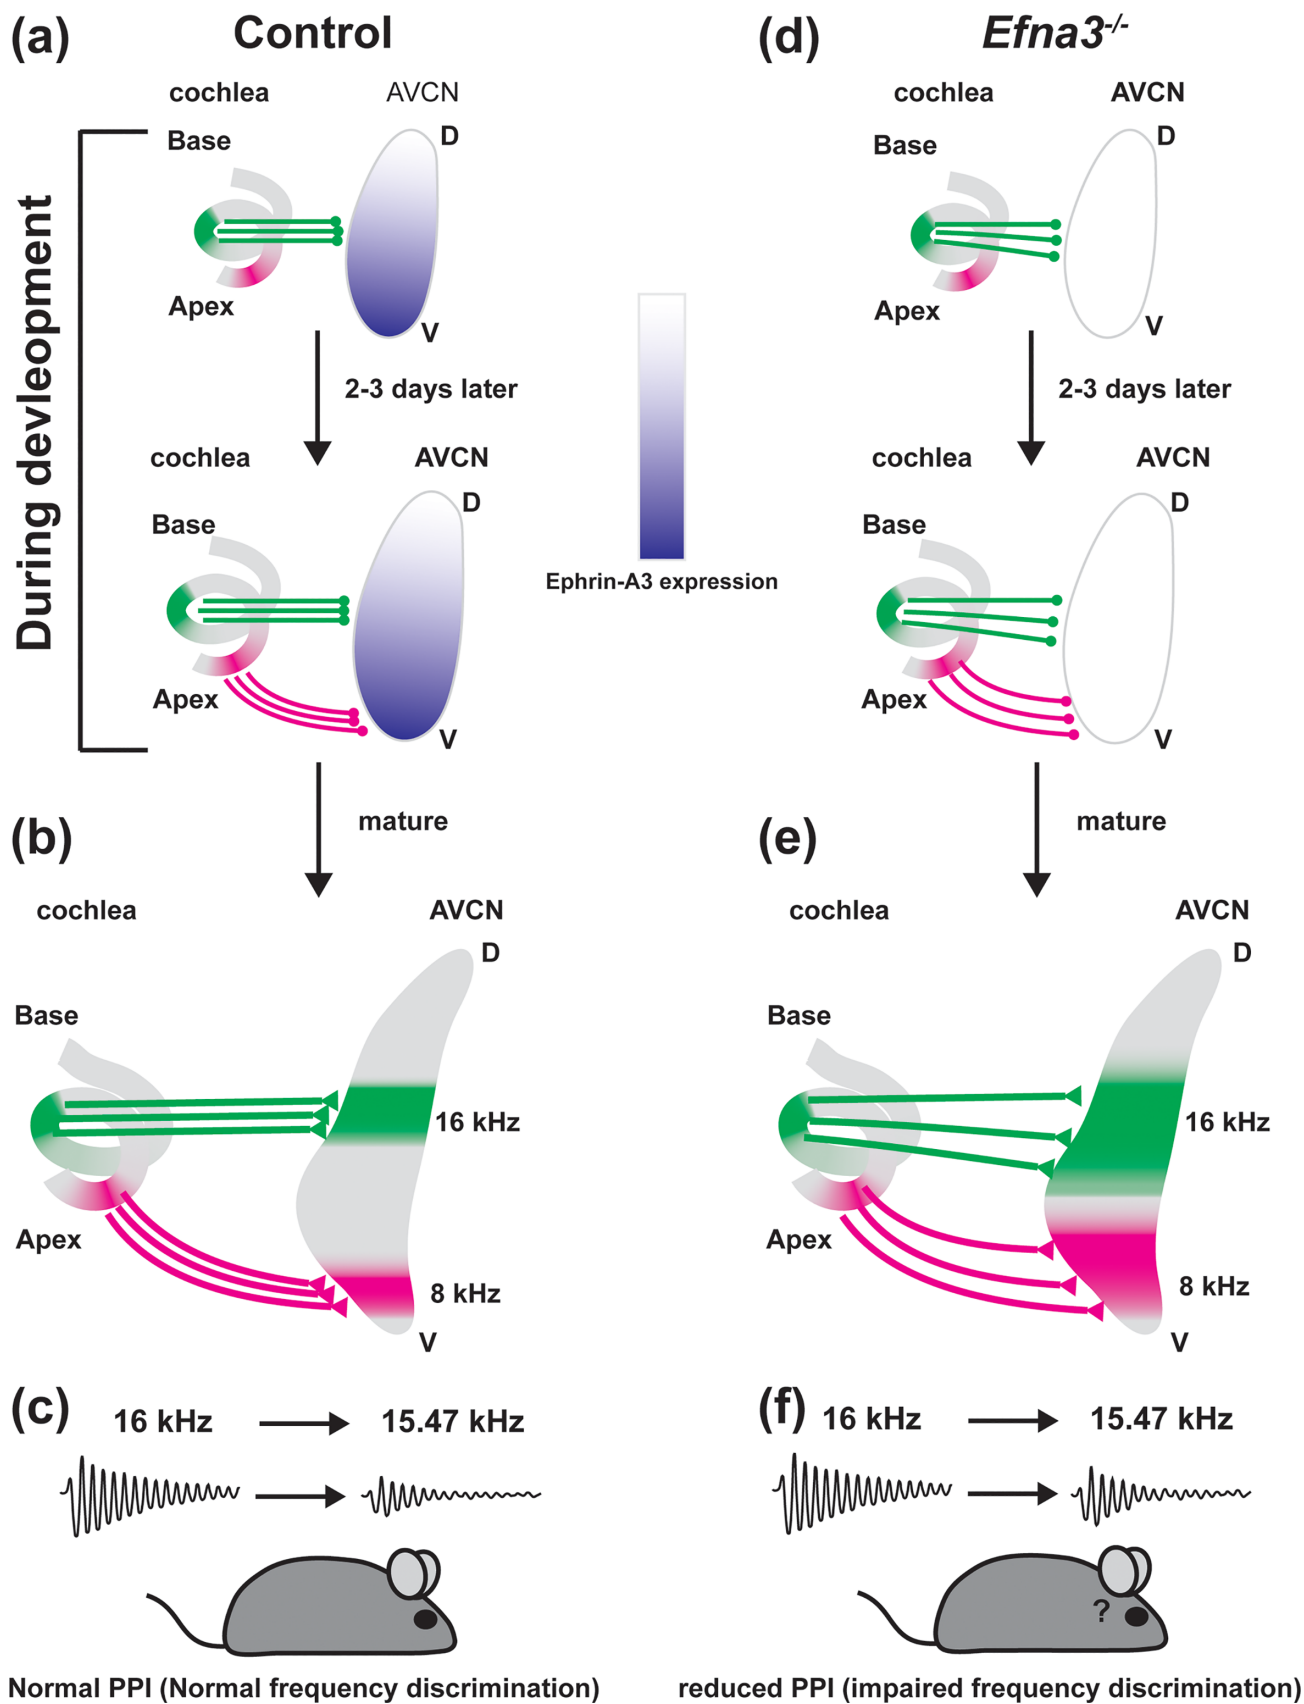 (a)
Control
cochlea
AVCN
Base
D
Apex
V
2-3 days later
cochlea
AVCN
Base
D
Apex
V
During devleopment
mature
Ephrin-A3 expression
(b)
cochlea
AVCN
D
Base
16 kHz
Apex
8 kHz
V
(c)
16 kHz
15.47 kHz
Normal PPI (Normal frequency discrimination)
(d)
Efna3-/-
cochlea
AVCN
Base
D
Apex
V
2-3 days later
cochlea
AVCN
Base
D
Apex
V
mature
(e)
cochlea
AVCN
D
Base
16 kHz
Apex
8 kHz
V
(f)
16 kHz
15.47 kHz
?
reduced PPI (impaired frequency discrimination)